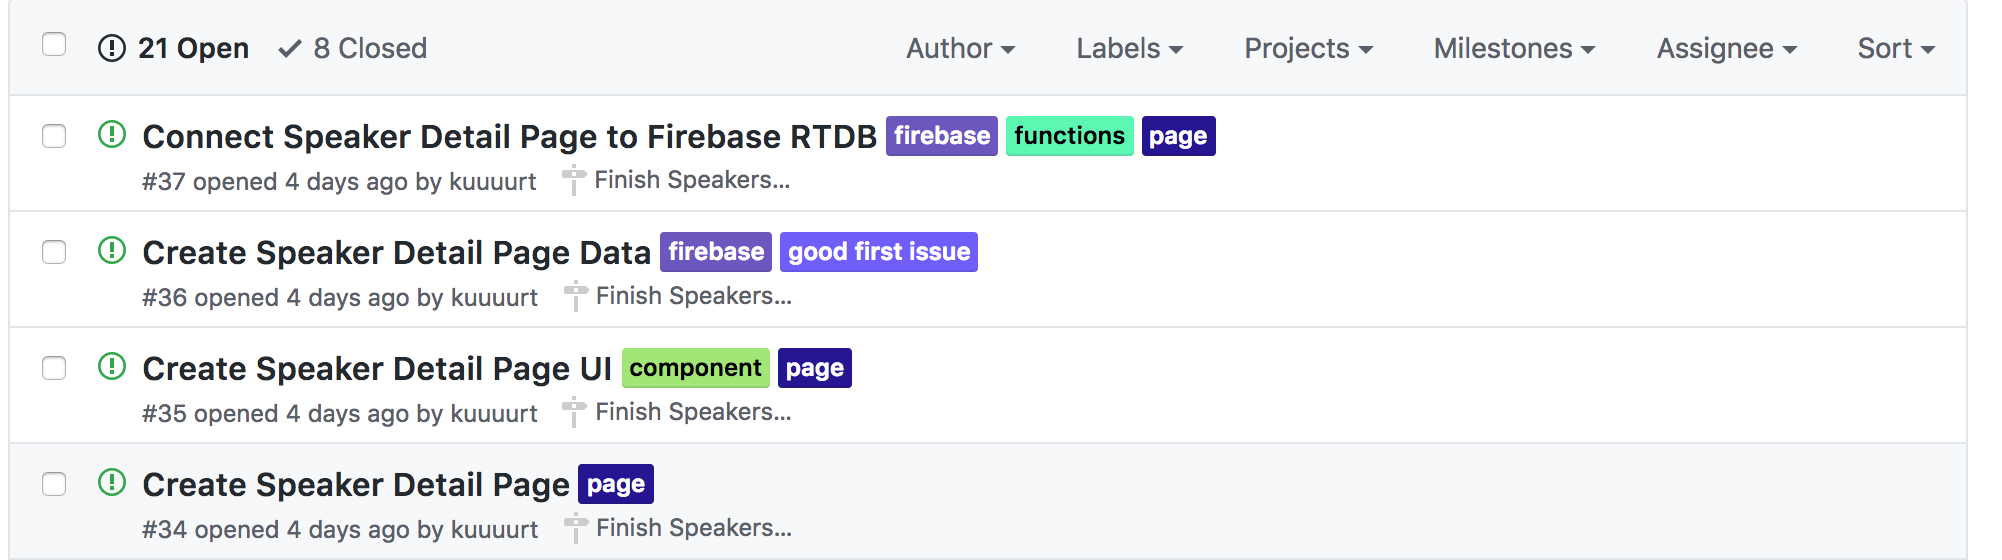 21 Open 8 Closed Author Labels Projects Milestones Assignee Sort
Connect Speaker Detail Page to Firebase RTDB firebase functions page
#37 opened 4 days ago by kuuuurt Finish Speakers...
Create Speaker Detail Page Data firebase good first issue
#36 opened 4 days ago by kuuuurt Finish Speakers...
Create Speaker Detail Page UI component page
#35 opened 4 days ago by kuuuurt Finish Speakers...
Create Speaker Detail Page page
#34 opened 4 days ago by kuuuurt Finish Speakers...